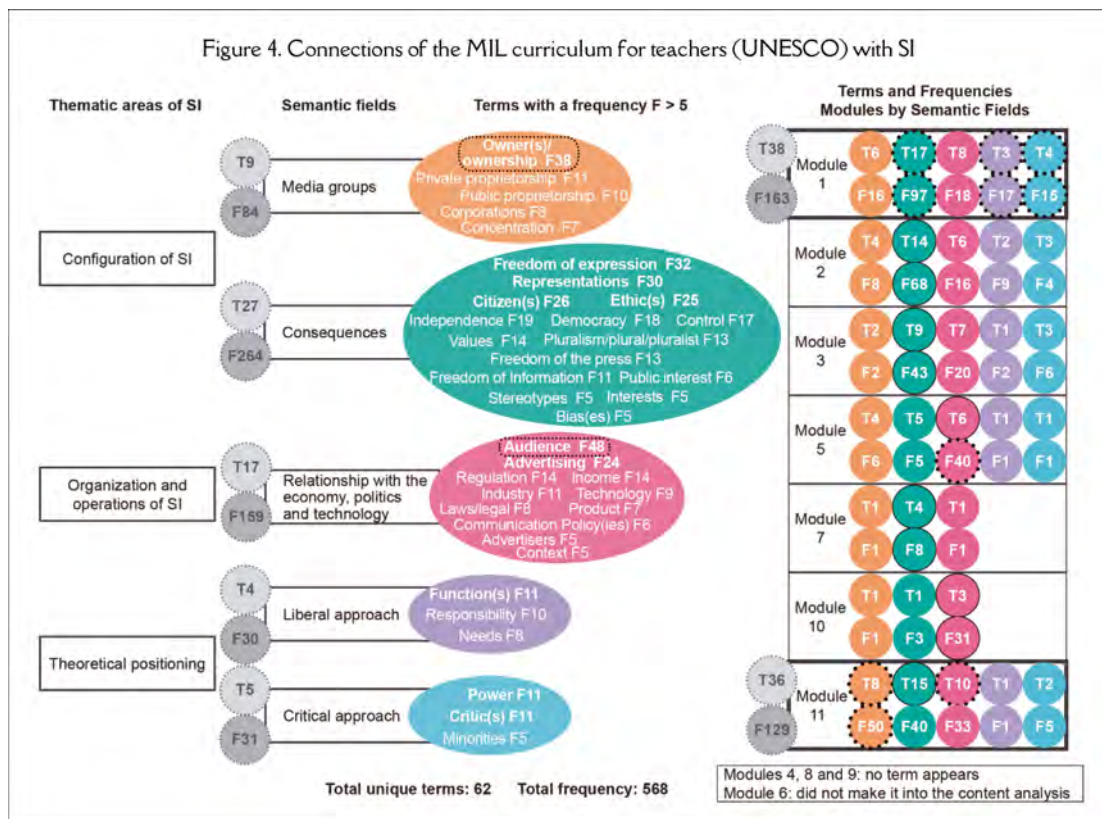 Figure 4. Connections of the MIL curriculum for teachers (UNESCO) with SI
Thematic areas of SI
Semantic fields
Terms with a frequency F > 5
Configuration of SI
T9
F84
Media groups
Owner(s)/
ownership F38
Private proprietorship F11
Public proprietorship F10
Corporations F8
Concentration F7
T27
F264
Consequences
Freedom of expression F32
Representations F30
Citizen(s) F26 Ethic(s) F25
Independence F19 Democracy F18 Control F17
Values F14 Pluralism/plural/pluralist F13
Freedom of the press F13
Freedom of Information F11 Public interest F6
Stereotypes F5 Interests F5
Bias(es) F5
Organization and
operations of SI
T17
F159
Relationship with the
economy, politics
and technology
Audience F48
Advertising F24
Regulation F14 Income F14
Industry F11 Technology F9
Laws/legal F8 Product F7
Communication Policy(ies) F6
Advertisers F5
Context F5
Theoretical positioning
T4
F30
Liberal approach
Function(s) F11
Responsibility F10
Needs F8
T5
F31
Critical approach
Power F11
Critic(s) F11
Minorities F5
Total unique terms: 62 Total frequency: 568
Terms and Frequencies
Modules by Semantic Fields
T38
F163
Module
1
T6 T17 T8 T3 T4
F16 F97 F18 F17 F15
Module
2
T4 T14 T6 T2 T3
F8 F68 F16 F9 F4
Module
3
T2 T9 T7 T1 T3
F2 F43 F20 F2 F6
Module
5
T4 T5 T6 T1 T1
F6 F5 F40 F1 F1
Module
7
T1 T4 T1
F1 F8 F1
Module
10
T1 T1 T3
F1 F3 F31
T36
F129
Module
11
T8 T15 T10 T1 T2
F50 F40 F33 F1 F5
Modules 4, 8 and 9: no term appears
Module 6: did not make it into the content analysis